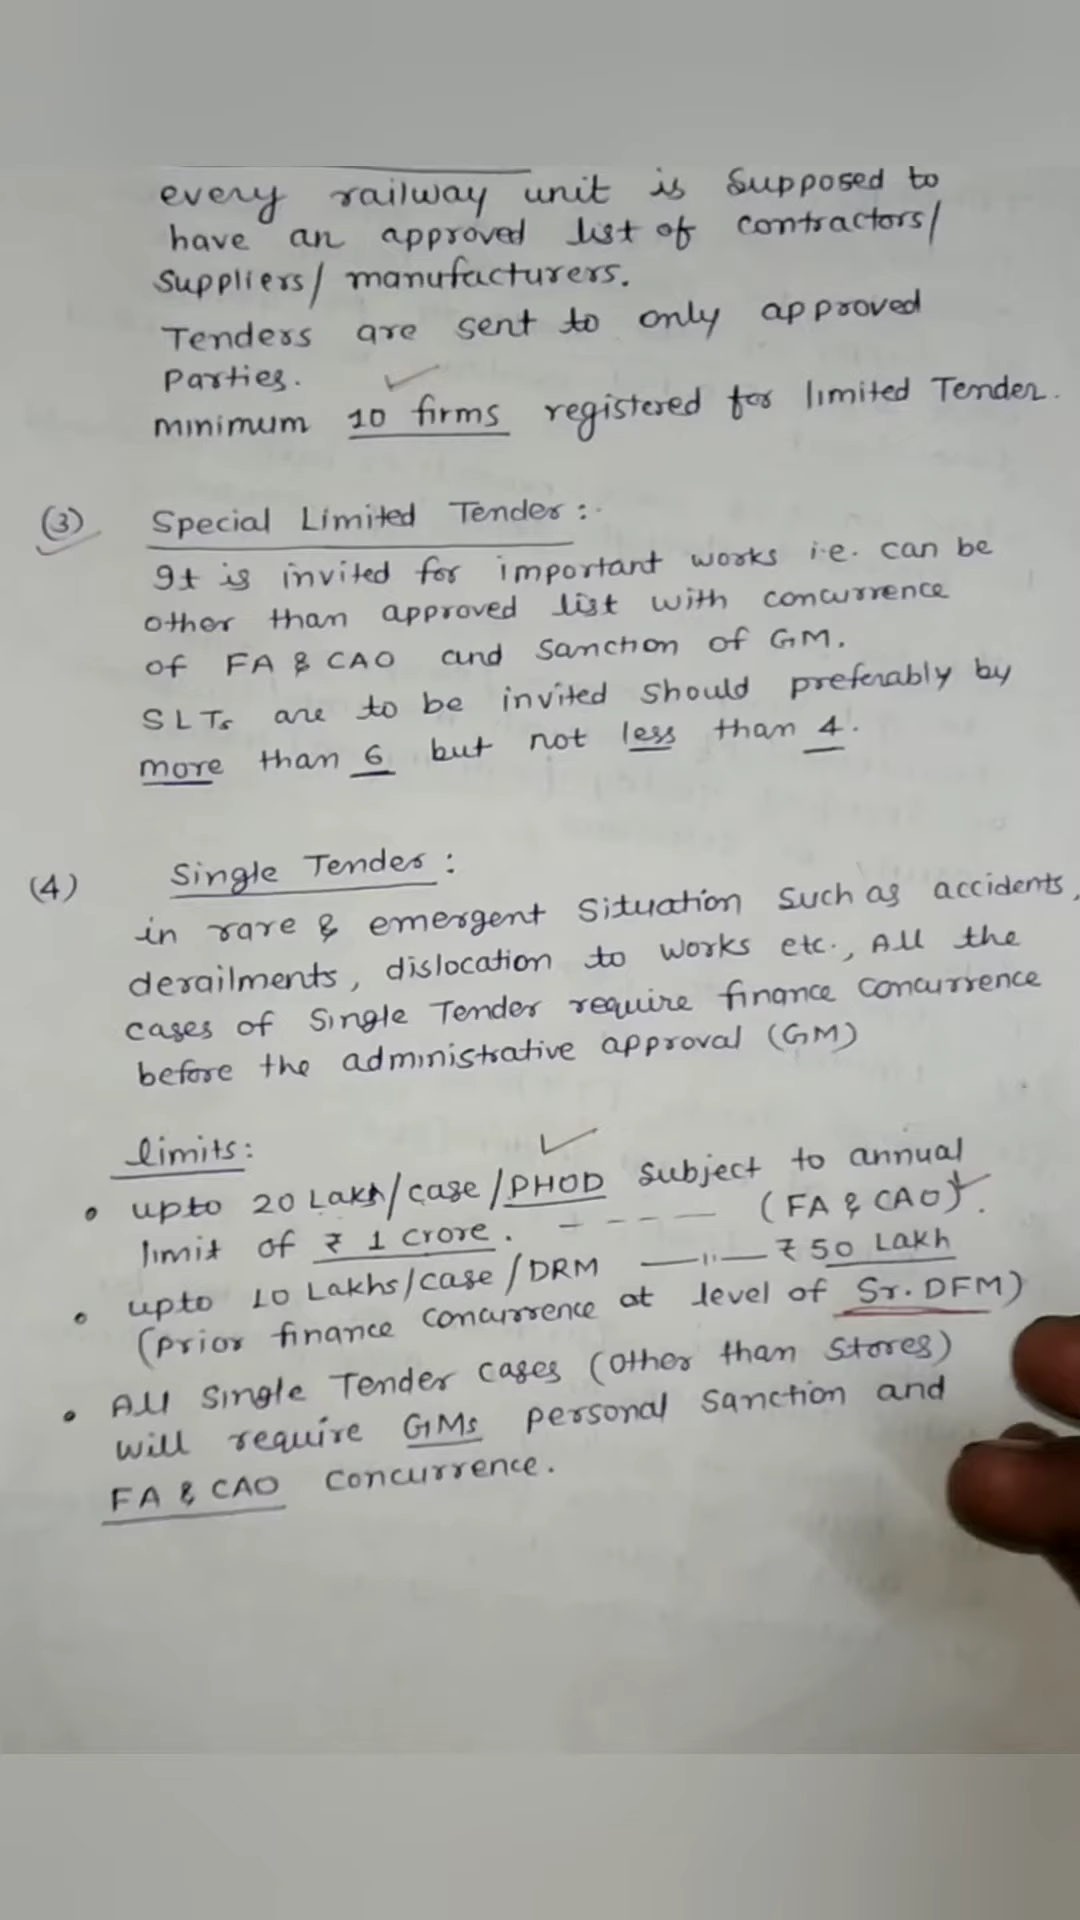 every railway unit is supposed to
have an approved list of contractors/
Suppliers/ manufacturers.
Tenders are sent to only approved
Parties.
minimum 10 firms registered for limited Tender.
(3) Special Limited Tender :-
It is invited for important works i.e. can be
other than approved list with concurrence
of FA & CAO and Sanction of GM.
SLTs are to be invited should preferably by
more than 6 but not less than 4.
(4) Single Tender :
in rare & emergent situation such as accidents,
derailments, dislocation to works etc., All the
cases of Single Tender require finance concurrence
before the administrative approval (GM)
limits:
• upto 20 Lakh/case/PHOD subject to annual
limit of ₹ 1 crore. - - - - - (FA & CAO).
• upto 10 Lakhs/case/DRM —〃— ₹50 Lakh
(prior finance concurrence at level of Sr. DFM)
• All Single Tender cases (other than Stores)
will require GMs personal Sanction and
FA & CAO Concurrence.